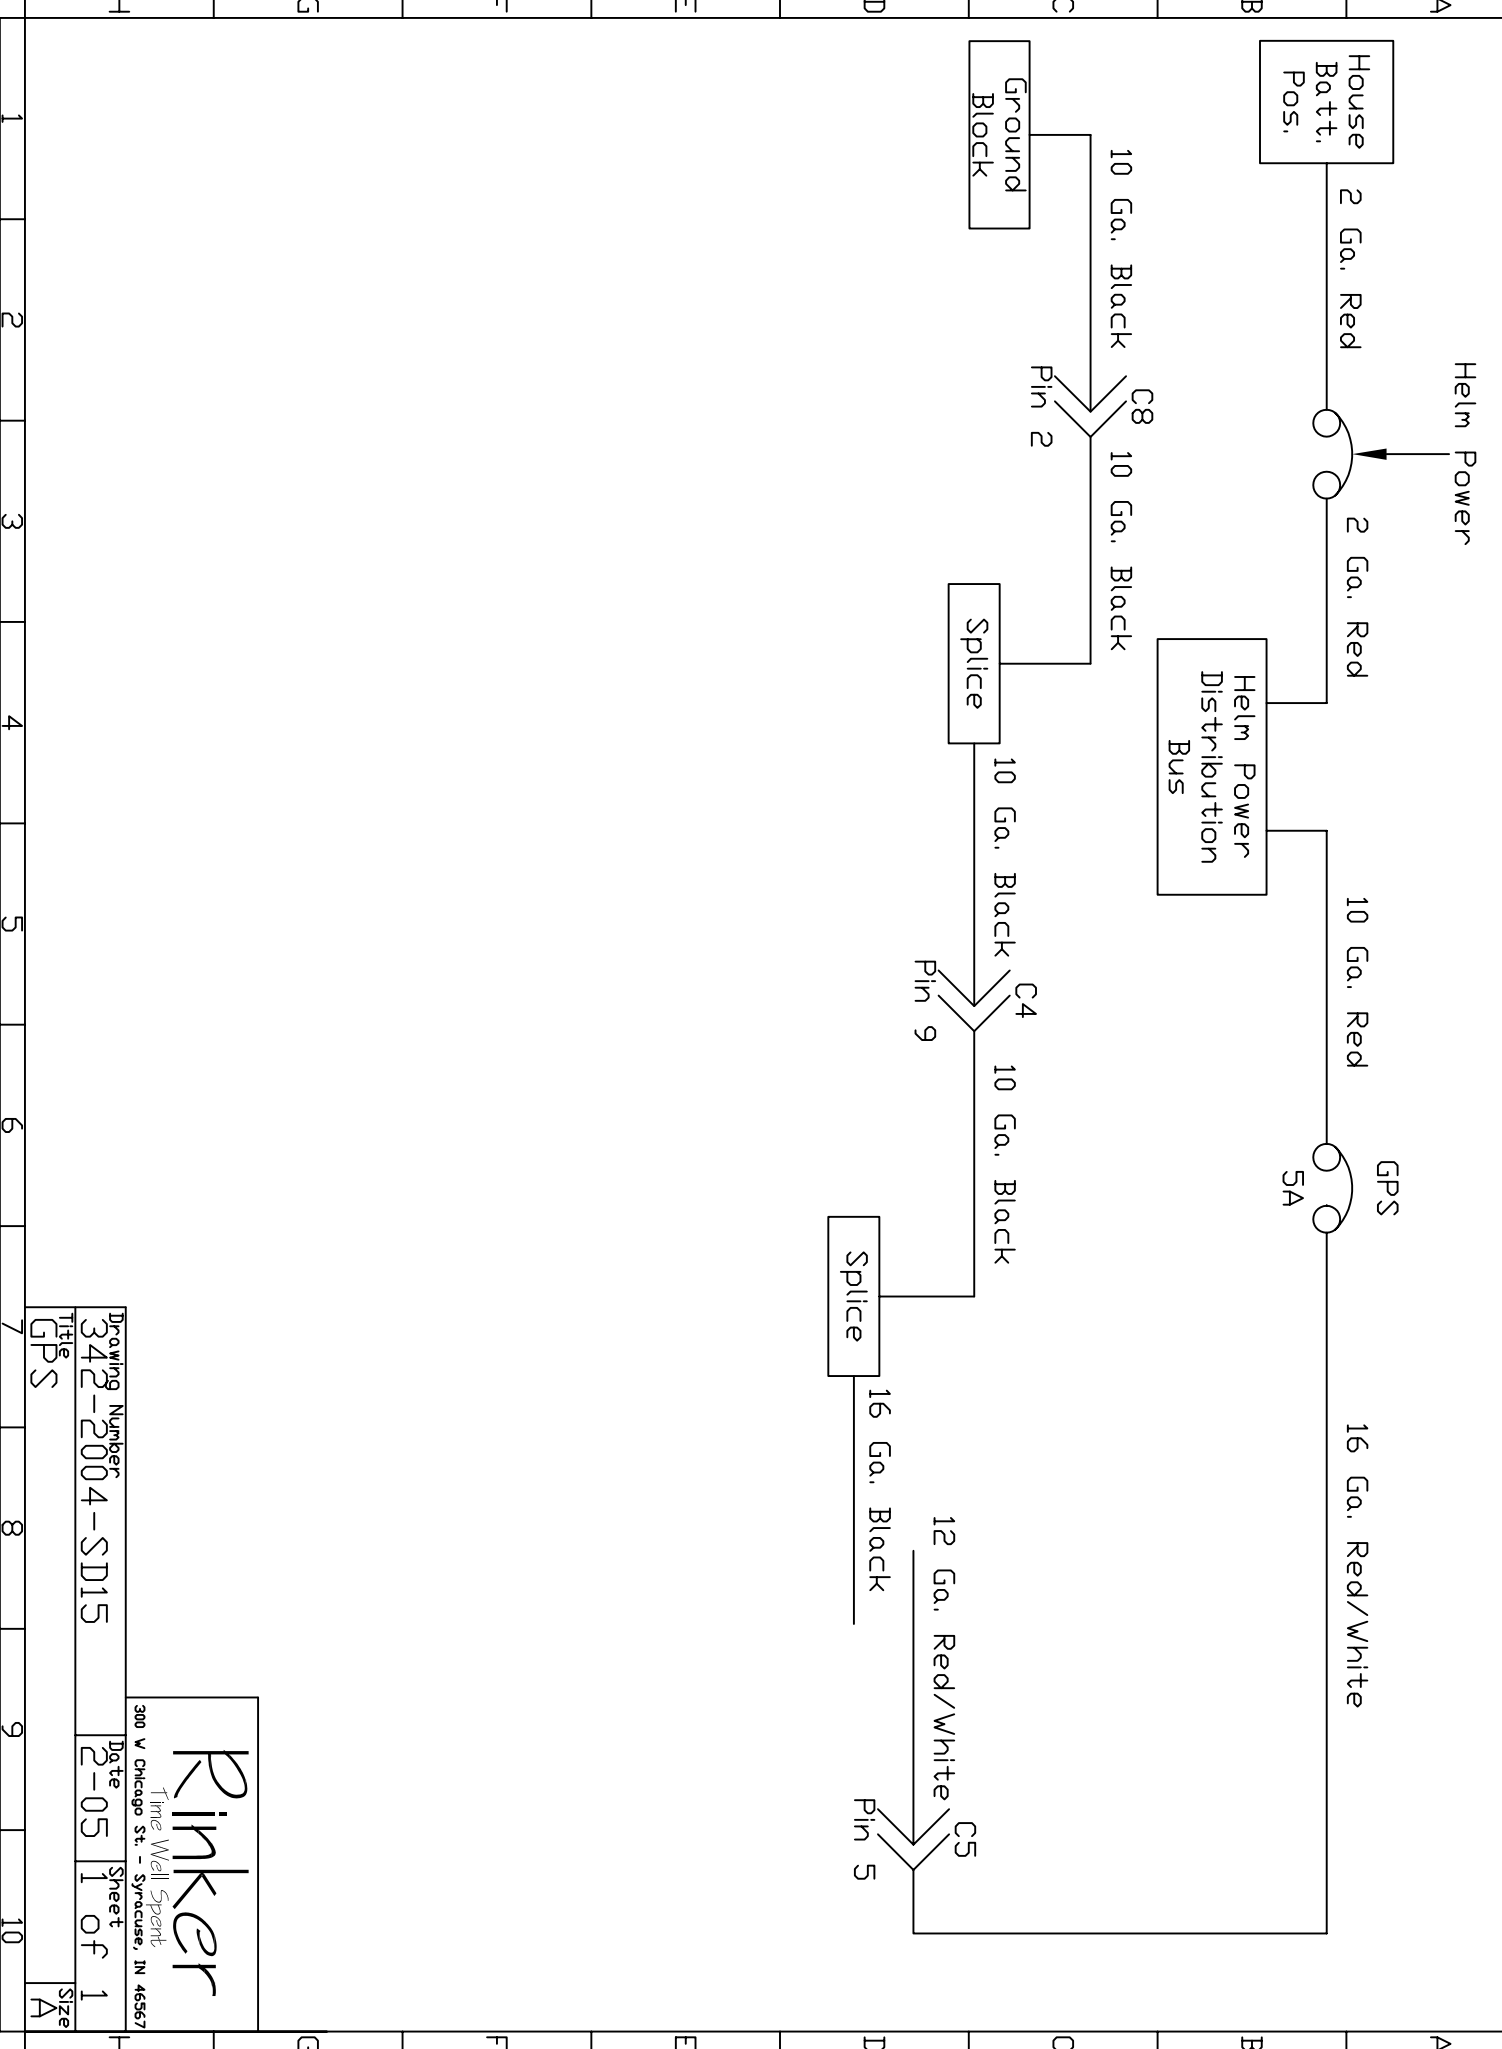 A
B
C
D
E
F
G
H
Helm Power
House
Batt.
Pos.
2 Ga. Red
2 Ga. Red
Helm Power
Distribution
Bus
10 Ga. Red
GPS
5A
16 Ga. Red/White
10 Ga. Black
C8
Pin 2
10 Ga. Black
Ground
Block
Splice
10 Ga. Black
C4
Pin 9
10 Ga. Black
Splice
16 Ga. Black
12 Ga. Red/White
C5
Pin 5
Rinker
Time Well Spent
300 W Chicago St. - Syracuse, IN 46567
Drawing Number
342-2004-SD15
Date
2-05
Sheet
1 of 1
Title
GPS
Size
A
1
2
3
4
5
6
7
8
9
10
A
B
C
D
E
F
G
H